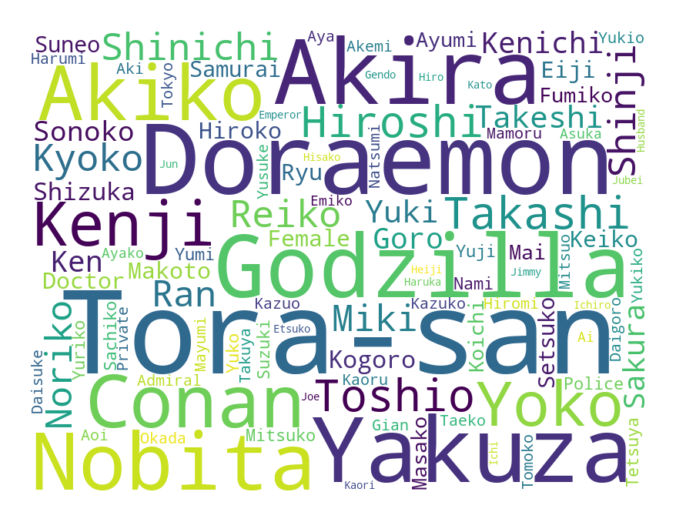 Suneo
Shinichi
Aya
Akemi
Ayumi
Kenichi
Yukio
Harumi
Aki
Tokyo
Samurai
Akira
Gendo
Hiro
Kato
Eiji
Fumiko
Shinji
Husband
Akiko
Emperor
Hiroshi
Takeshi
Sonoko
Hiroko
Doraemon
Mamoru
Asuka
Kyoko
Jun
Yusuke
Hisako
Natsumi
Ryu
Jubei
Shizuka
Emiko
Kenji
Reiko
Yuki
Takashi
Female
Goro
Ken
Ayako
Yumi
Godzilla
Heiji
Yuji
Mai
Mitsuo
Keiko
Doctor
Makoto
Haruka
Nami
Jimmy
Yukiko
Ran
Tora-san
Kazuo
Miki
Kazuko
Hiromi
Ichiro
Noriko
Yuriko
Sachiko
Private
Mayumi
Yuko
Takuya
Suzuki
Etsuko
Kogoro
Koichi
Setsuko
Ai
Daigoro
Sakura
Daisuke
Admiral
Kaoru
Police
Conan
Joe
Toshio
Yoko
Aoi
Okada
Mitsuko
Gian
Masako
Taeko
Ichi
Tomoko
Tetsuya
Nobita
Yakuza
Kaori